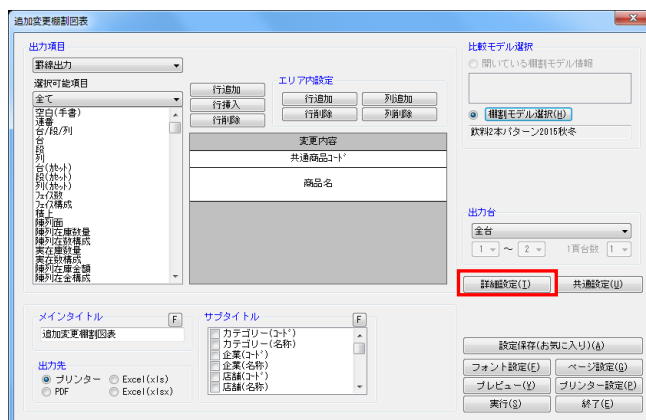 追加変更棚割図表
出力項目
罫線出力
選択可能項目
全て
空白(手書)
連番
台/段/列
台
段
列
台(ｶｾｯﾄ)
段(ｶｾｯﾄ)
列(ｶｾｯﾄ)
ﾌｪｲｽ数
ﾌｪｲｽ構成
積上
陳列面
陳列在庫数量
陳列在数構成
実在庫数量
実在数構成
陳列在庫金額
陳列在金構成
行追加
行挿入
行削除
エリア内設定
行追加
列追加
行削除
列削除
変更内容
共通商品ｺｰﾄﾞ
商品名
比較モデル選択
開いている棚割モデル情報
棚割モデル選択(H)
飲料2本パターン2015秋冬
出力台
全台
1 ～ 2
1頁台数 1
詳細設定(I)
共通設定(U)
メインタイトル
F
追加変更棚割図表
サブタイトル
F
カテゴリー(ｺｰﾄﾞ)
カテゴリー(名称)
企業(ｺｰﾄﾞ)
企業(名称)
店舗(ｺｰﾄﾞ)
店舗(名称)
出力先
プリンター
Excel(xls)
PDF
Excel(xlsx)
設定保存(お気に入り)(A)
フォント設定(F)
ページ設定(G)
プレビュー(V)
プリンター設定(P)
実行(S)
終了(E)